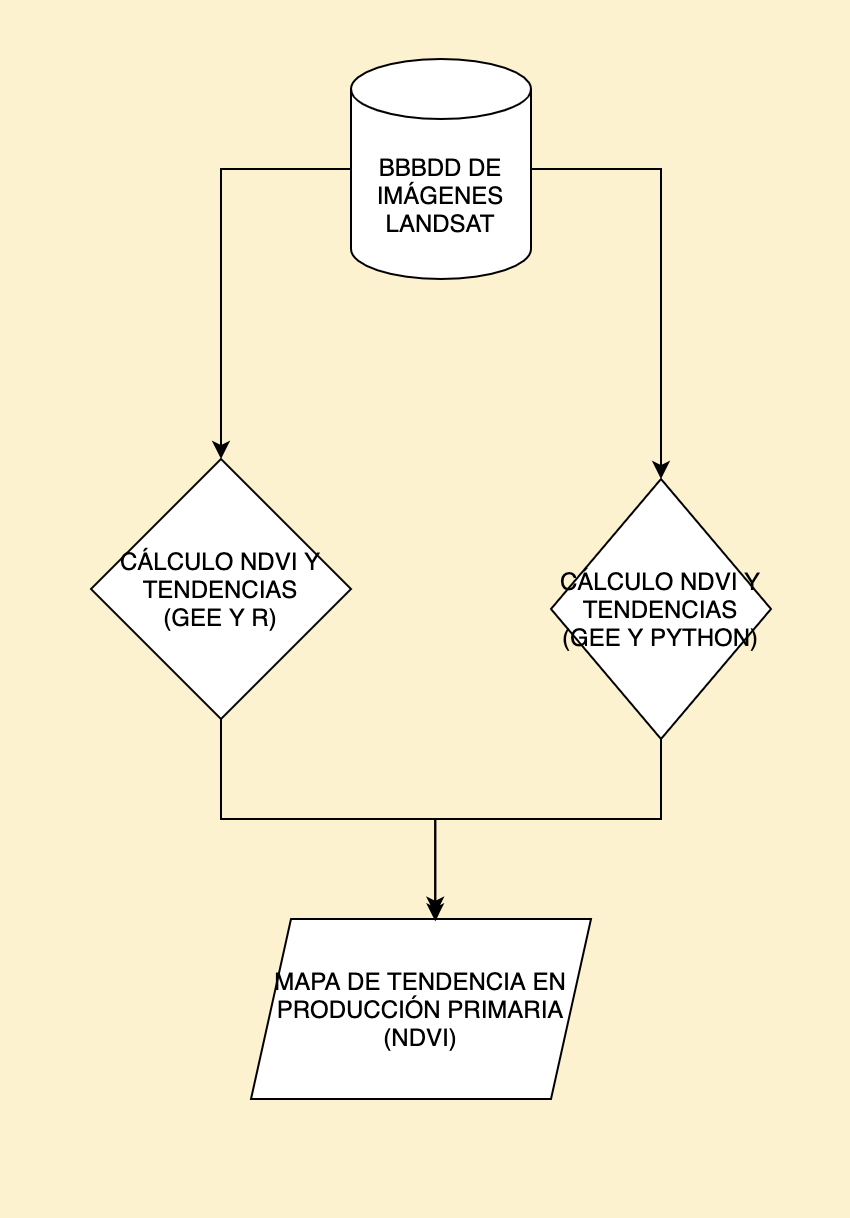 BBBDD DE
IMÁGENES
LANDSAT
CÁLCULO NDVI Y
TENDENCIAS
(GEE Y R)
CALCULO NDVI Y
TENDENCIAS
(GEE Y PYTHON)
MAPA DE TENDENCIA EN
PRODUCCIÓN PRIMARIA
(NDVI)